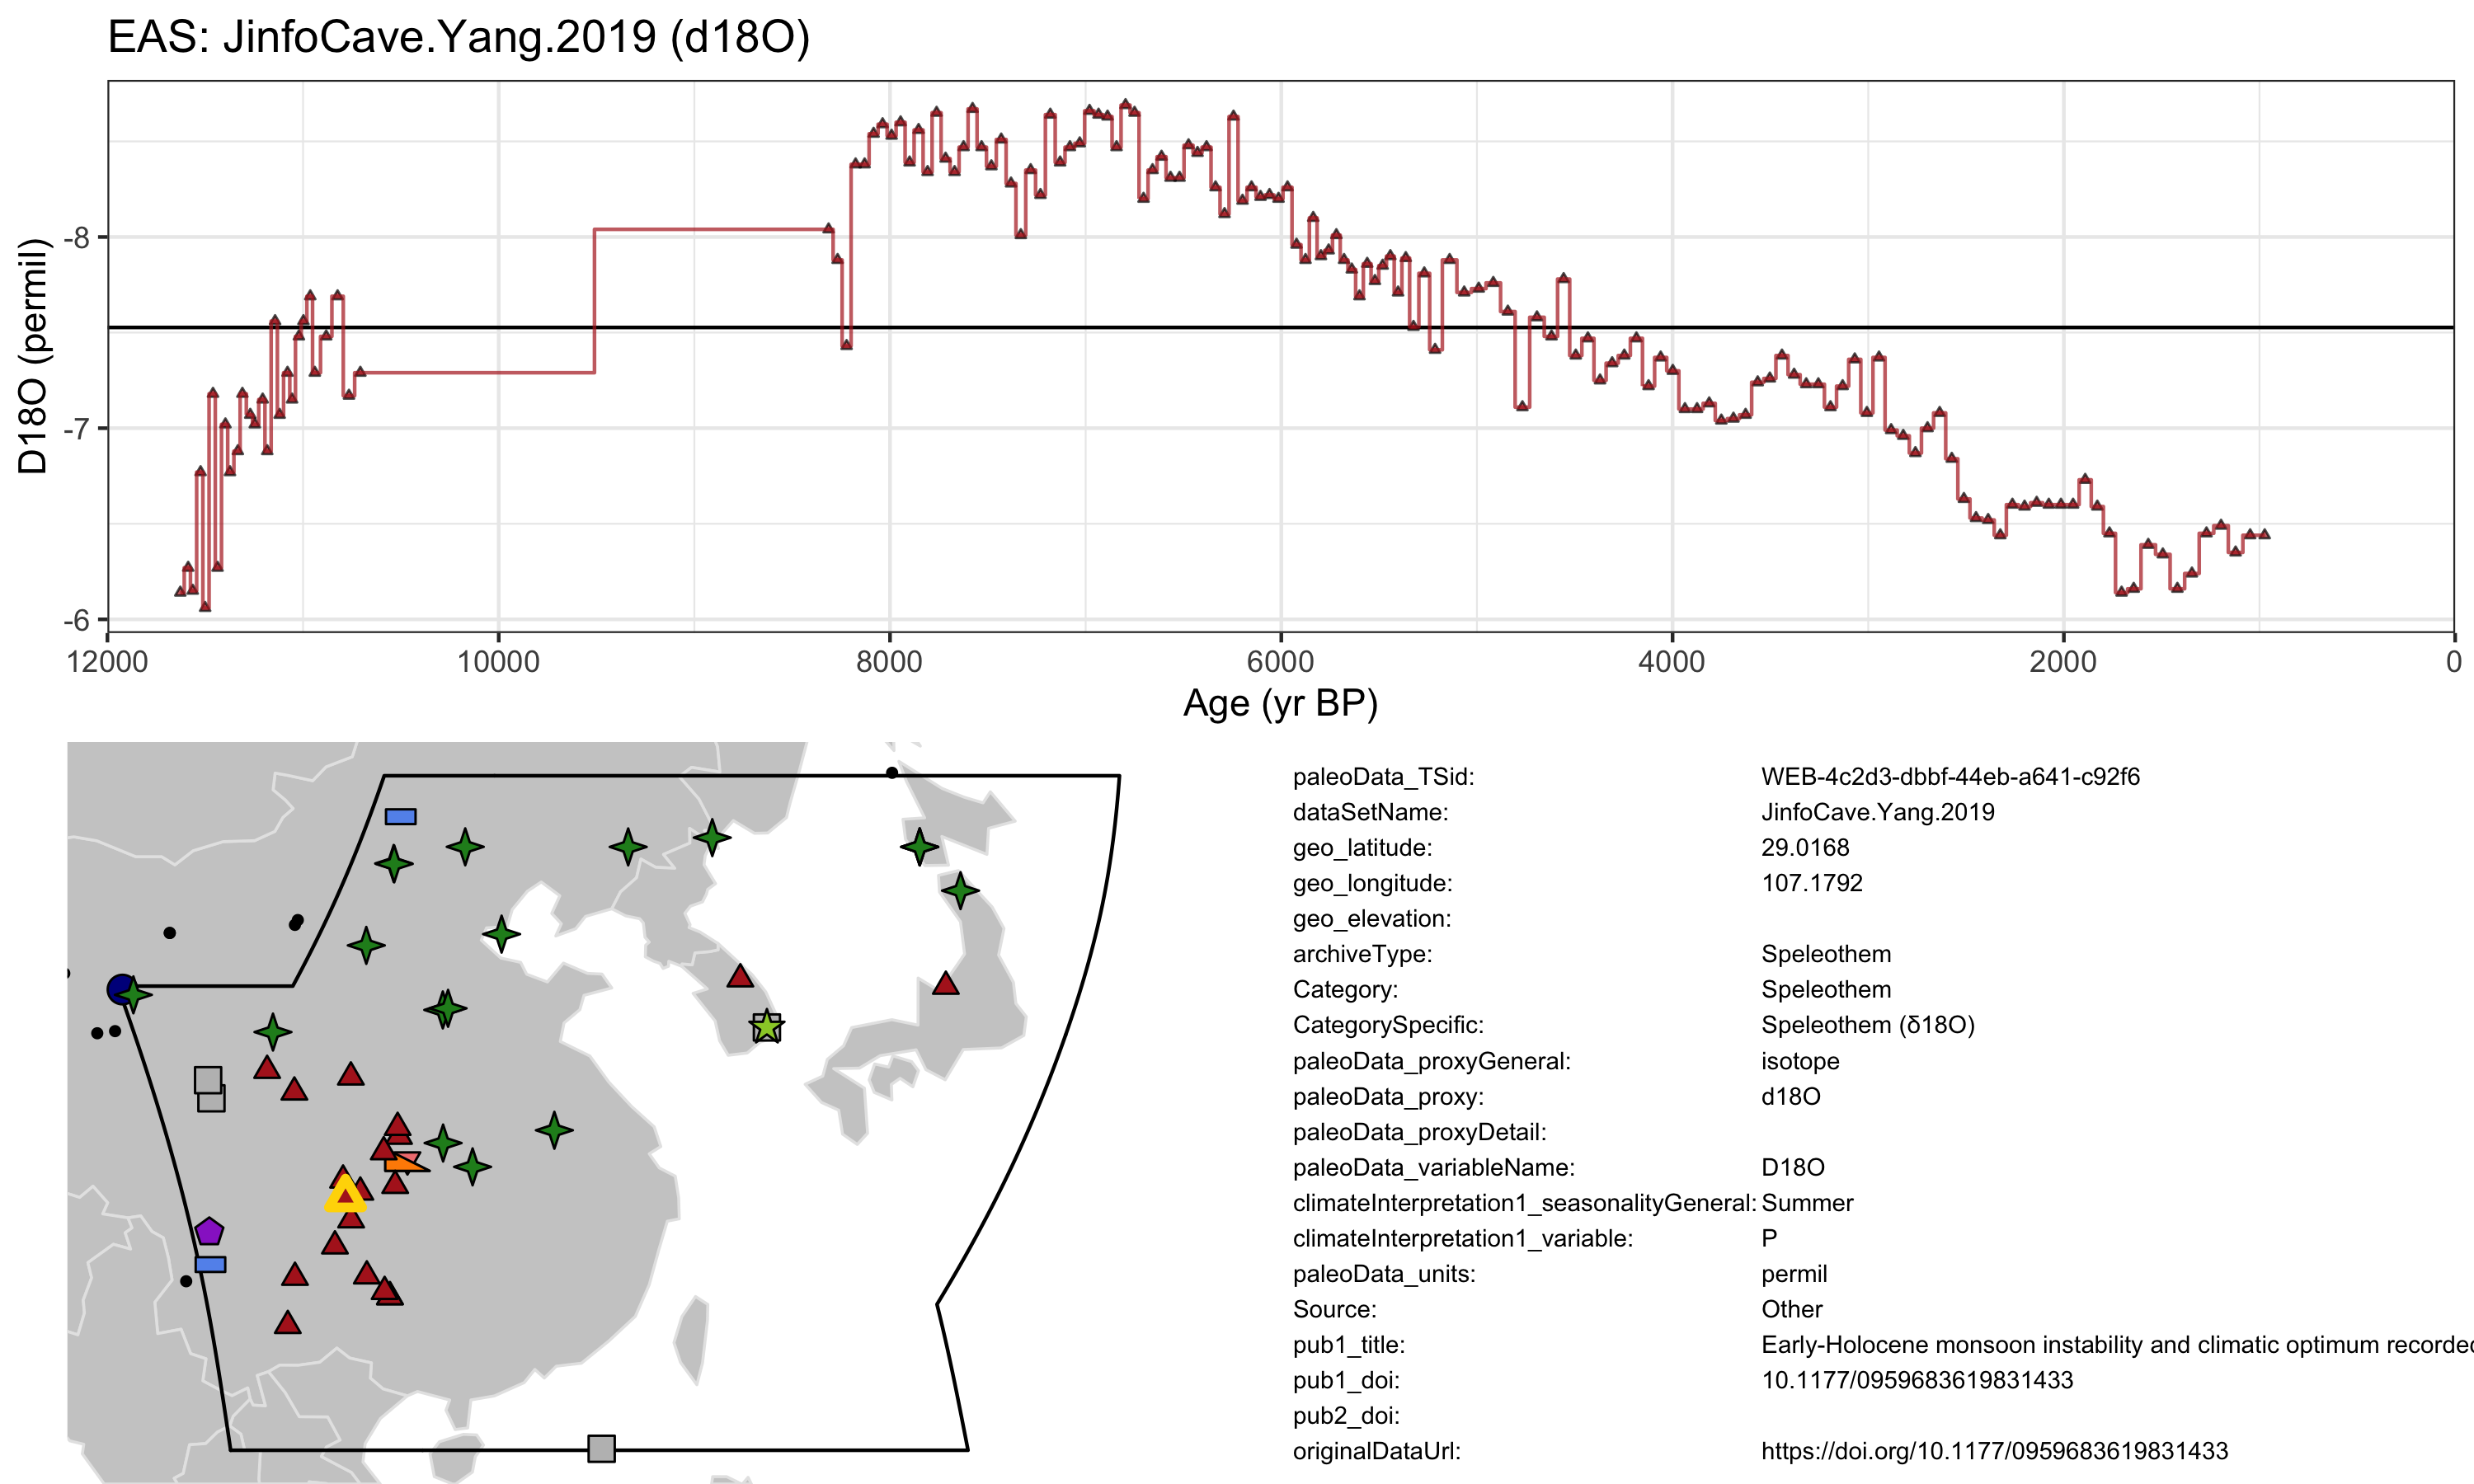 EAS: JinfoCave.Yang.2019 (d18O)
D18O (permil)
-8
-7
-6
12000 10000 8000 6000 4000 2000 0
Age (yr BP)
paleoData_TSid: WEB-4c2d3-dbbf-44eb-a641-c92f6
dataSetName: JinfoCave.Yang.2019
geo_latitude: 29.0168
geo_longitude: 107.1792
geo_elevation:
archiveType: Speleothem
Category: Speleothem
CategorySpecific: Speleothem (δ18O)
paleoData_proxyGeneral: isotope
paleoData_proxy: d18O
paleoData_proxyDetail:
paleoData_variableName: D18O
climateInterpretation1_seasonalityGeneral: Summer
climateInterpretation1_variable: P
paleoData_units: permil
Source: Other
pub1_title: Early-Holocene monsoon instability and climatic optimum recorded
pub1_doi: 10.1177/0959683619831433
pub2_doi:
originalDataUrl: https://doi.org/10.1177/0959683619831433